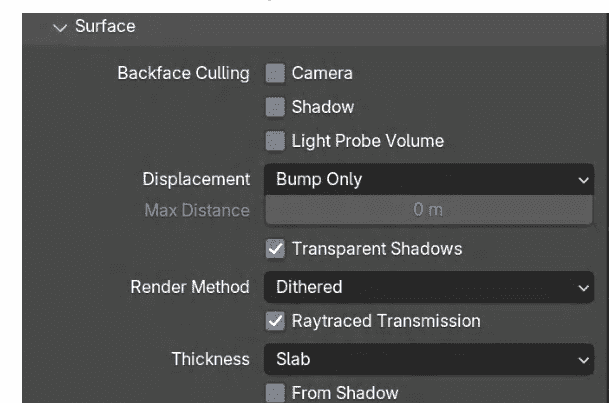 Surface
Backface Culling Camera
Shadow
Light Probe Volume
Displacement Bump Only
Max Distance 0 m
Transparent Shadows
Render Method Dithered
Raytraced Transmission
Thickness Slab
From Shadow